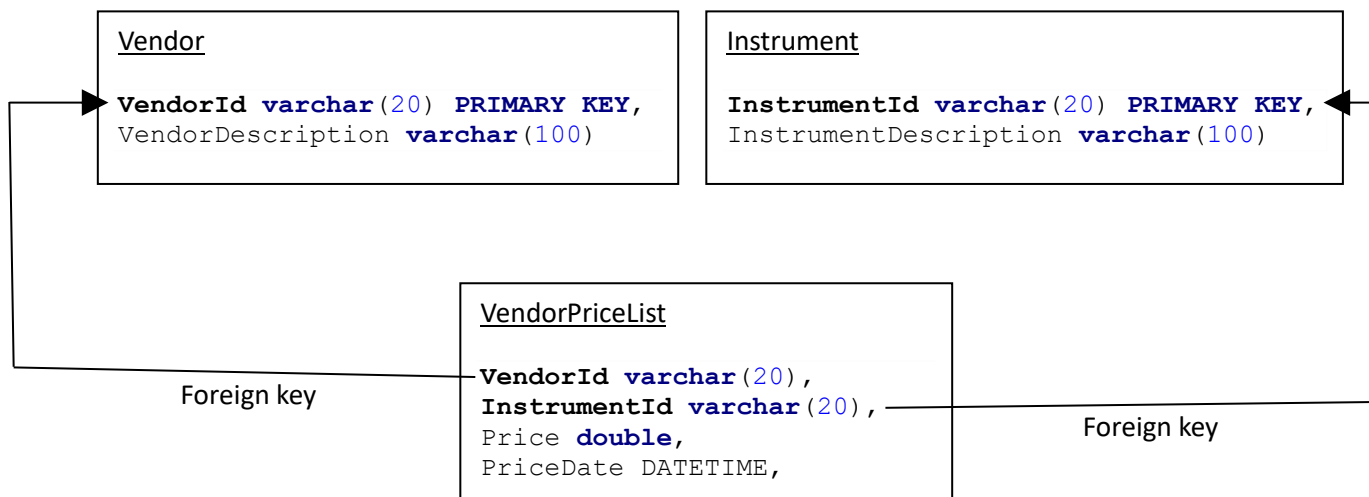 Vendor
VendorId varchar(20) PRIMARY KEY,
VendorDescription varchar(100)
Instrument
InstrumentId varchar(20) PRIMARY KEY,
InstrumentDescription varchar(100)
VendorPriceList
VendorId varchar(20),
InstrumentId varchar(20),
Price double,
PriceDate DATETIME,
Foreign key
Foreign key